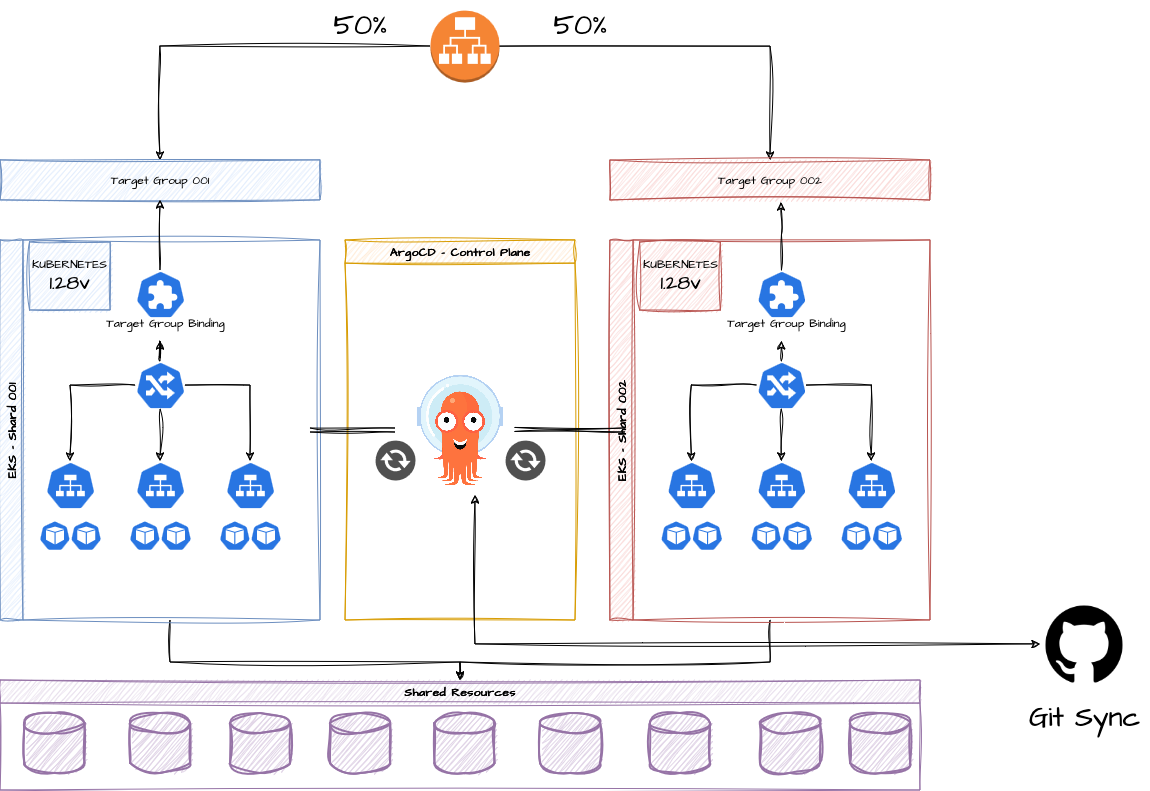 50%
50%
Target Group 001
Target Group 002
EKS - Shard 001
KUBERNETES
1.28v
Target Group Binding
ArgoCD - Control Plane
EKS - Shard 002
KUBERNETES
1.28v
Target Group Binding
Shared Resources
Git Sync